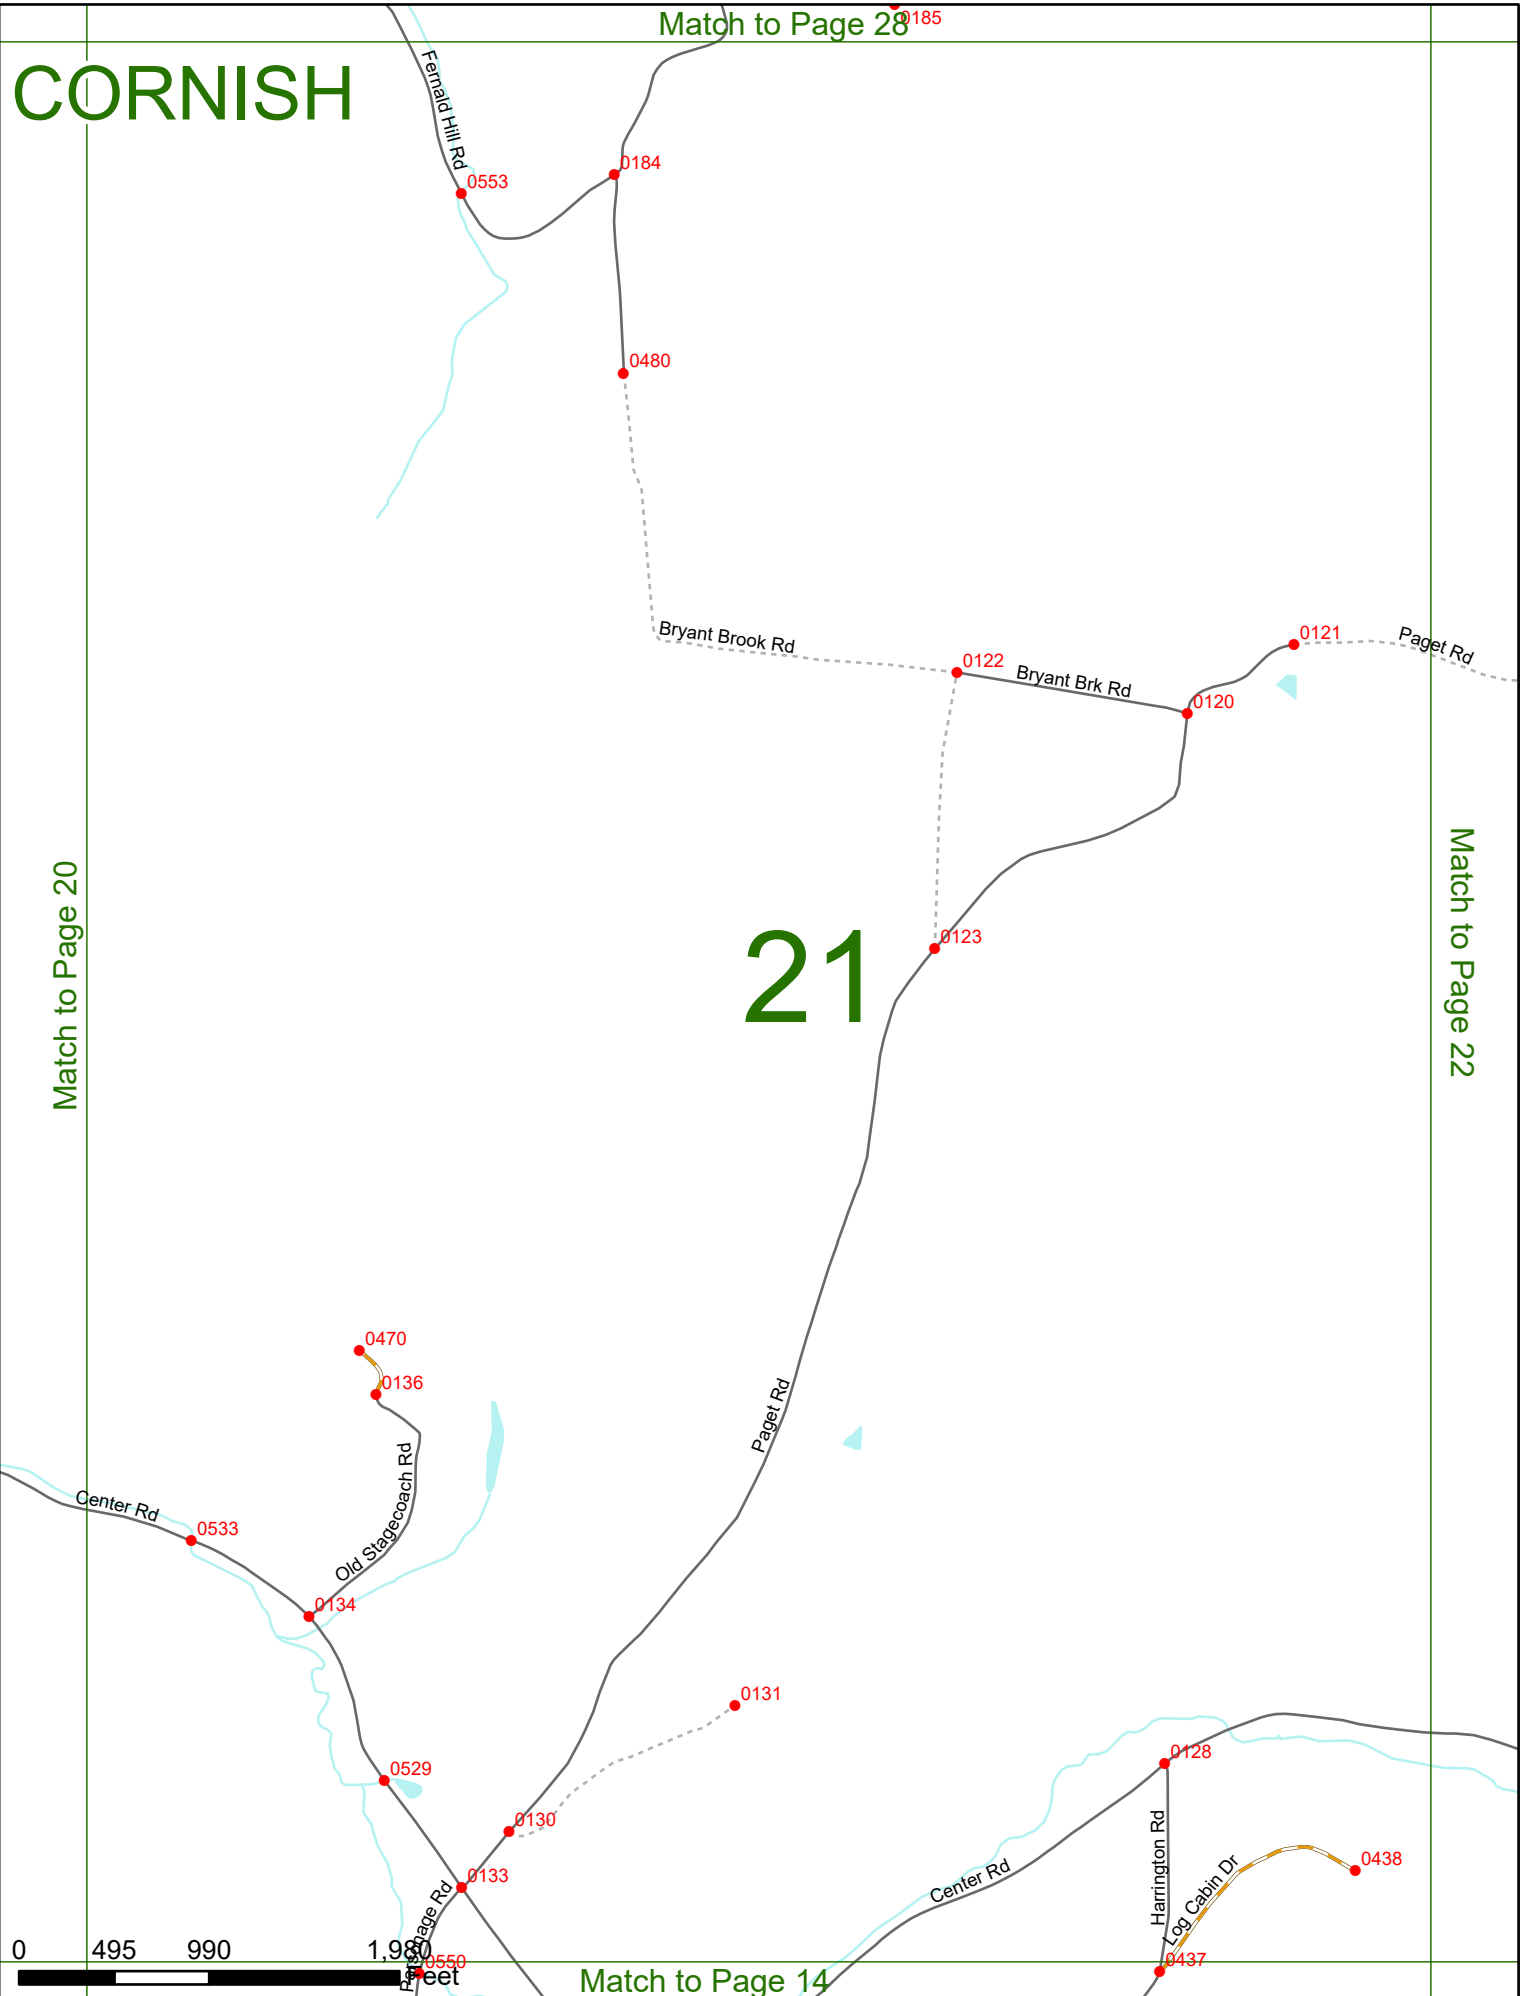 Match to Page 28
0185
CORNISH
Fernald Hill Rd
0184
0553
0480
Bryant Brook Rd
0122
Bryant Brk Rd
0121
Paget Rd
0120
Match to Page 20
21
0123
Match to Page 22
0470
0136
Paget Rd
Old Stagecoach Rd
Center Rd
0533
0134
0131
0128
0529
0130
0133
Parsonage Rd
Center Rd
Harrington Rd
Log Cabin Dr
0438
0 495 990 1,980
Feet
0550
0437
Match to Page 14